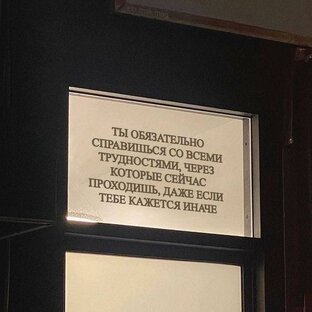 ТЫ ОБЯЗАТЕЛЬНО
СПРАВИШЬСЯ СО ВСЕМИ
ТРУДНОСТЯМИ, ЧЕРЕЗ
КОТОРЫЕ СЕЙЧАС
ПРОХОДИШЬ, ДАЖЕ ЕСЛИ
ТЕБЕ КАЖЕТСЯ ИНАЧЕ